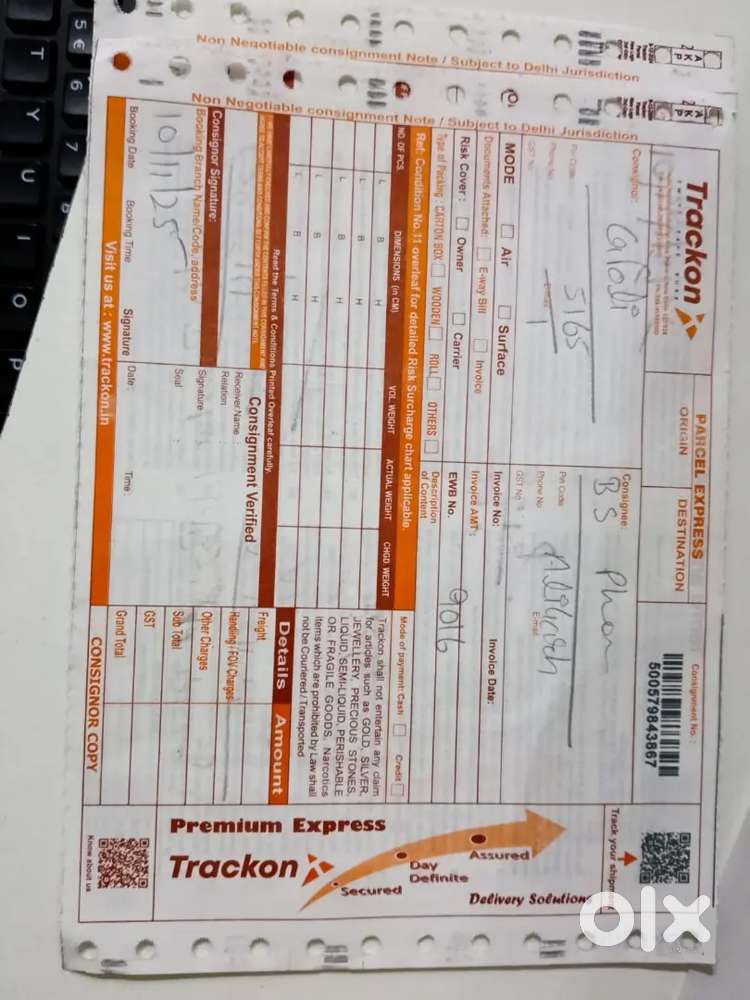 Non Negotiable consignment Note / Subject to Delhi Jurisdiction
Non Negotiable consignment Note / Subject to Delhi Jurisdiction
Trackon
PARCEL EXPRESS
ORIGIN
DESTINATION
Consignment No. :
500579843867
Track your shipment
Consignor:
Pin Code
5165
Phone No.
E-mail
GST No.
Consignee:
B S
Pin Code
Phone No
E-mail
GST No.
MODE
Air
Surface
Documents Attached:
E-way Bill
Invoice
Risk Cover :
Owner
Carrier
Type of Packing : CARTON BOX
WOODEN
ROLL
OTHERS
Invoice No:
Invoice Date:
Invoice AMT :
EWB No.
9016
Description
of Content
Ref: Condition No. 11 overleaf for detailed Risk Surcharge chart applicable.
Mode of payment: Cash
Credit
NO. OF PCS.
DIMENSIONS (in CM)
VOL. WEIGHT
ACTUAL WEIGHT
CHGD. WEIGHT
L B H
L B H
L B H
L B H
Trackon shall not entertain any claim
for articles such as GOLD, SILVER,
JEWELLERY, PRECIOUS STONES,
LIQUID, SEMI-LIQUID, PERISHABLE
OR FRAGILE GOODS, Narcotics
Items which are prohibited by Law shall
not be Couriered / Transported
Read the Terms & Conditions Printed Overleaf carefully.
Details
Amount
Freight
Handling / FOV Charges
Other Charges
Sub Total
GST
Grand Total
Consignor Signature:
Booking Branch Name/Code, address
10/11/25
Booking Date
Booking Time
Signature
Consignment Verified
Receiver Name :
Relation
Signature
Seal
Date :
Time :
Visit us at : www.trackon.in
CONSIGNOR COPY
Premium Express
Trackon
Secured
Day
Definite
Assured
Delivery Solution
Know about us
olx